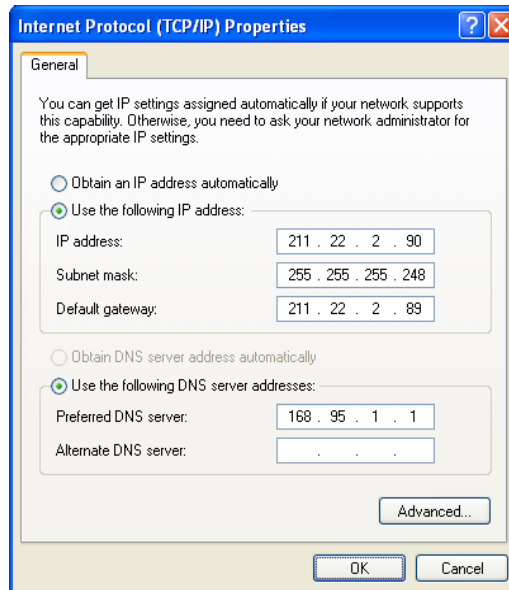 Internet Protocol (TCP/IP) Properties
General
You can get IP settings assigned automatically if your network supports
this capability. Otherwise, you need to ask your network administrator for
the appropriate IP settings.
Obtain an IP address automatically
Use the following IP address:
IP address: 211 . 22 . 2 . 90
Subnet mask: 255 . 255 . 255 . 248
Default gateway: 211 . 22 . 2 . 89
Obtain DNS server address automatically
Use the following DNS server addresses:
Preferred DNS server: 168 . 95 . 1 . 1
Alternate DNS server: . . .
Advanced...
OK Cancel